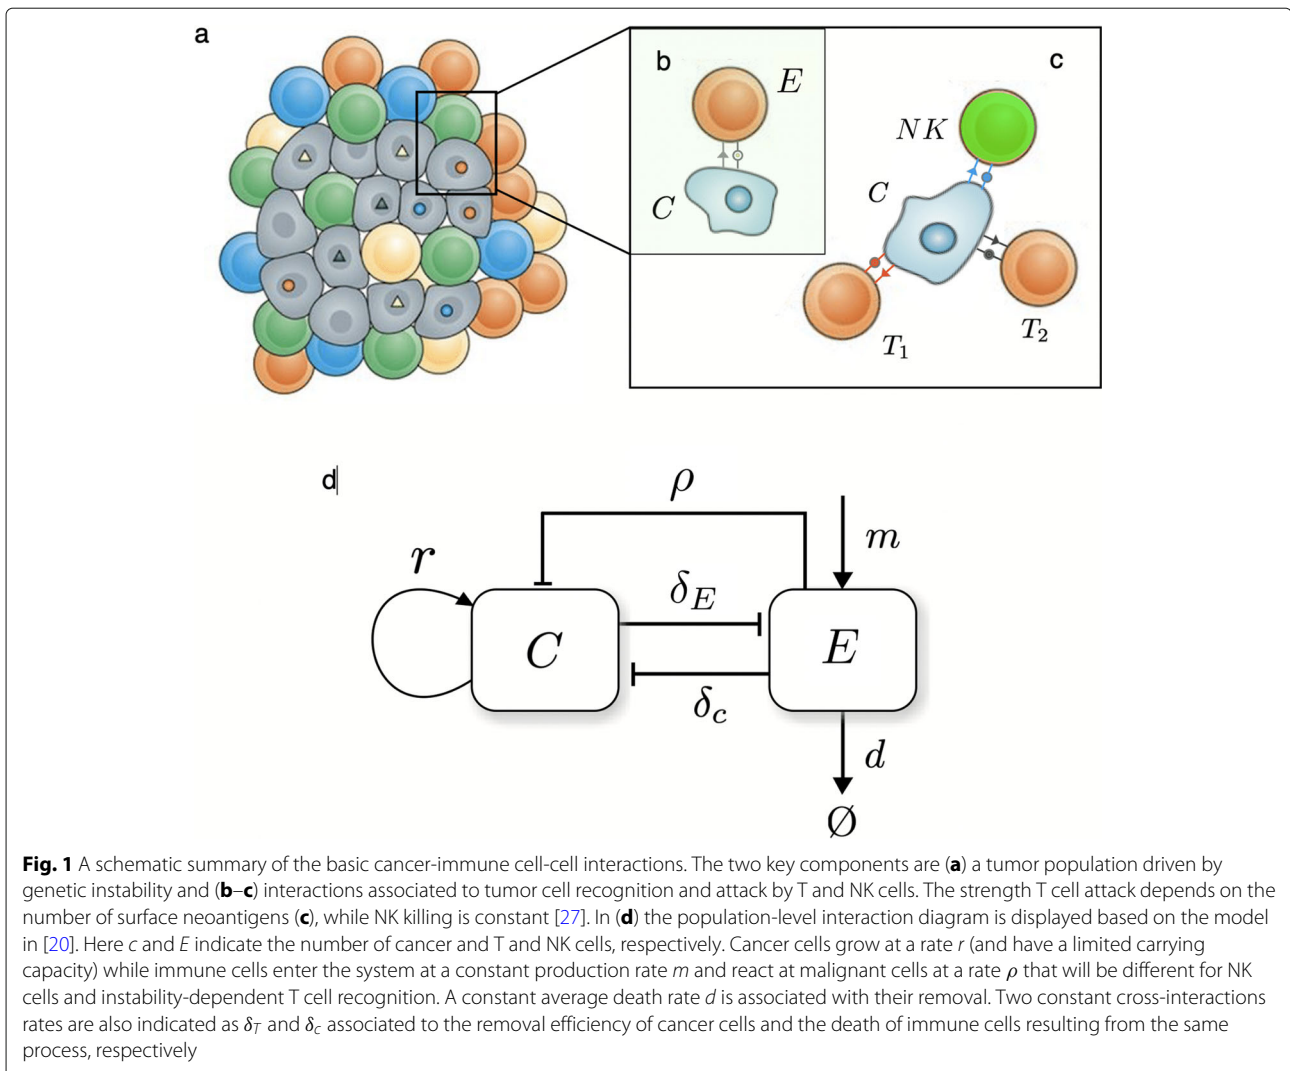 a
b
E
C
c
NK
C
T1
T2
d
ρ
m
r
δE
C
E
δc
d
Ø
Fig. 1 A schematic summary of the basic cancer-immune cell-cell interactions. The two key components are (a) a tumor population driven by
genetic instability and (b–c) interactions associated to tumor cell recognition and attack by T and NK cells. The strength T cell attack depends on the
number of surface neoantigens (c), while NK killing is constant [27]. In (d) the population-level interaction diagram is displayed based on the model
in [20]. Here c and E indicate the number of cancer and T and NK cells, respectively. Cancer cells grow at a rate r (and have a limited carrying
capacity) while immune cells enter the system at a constant production rate m and react at malignant cells at a rate ρ that will be different for NK
cells and instability-dependent T cell recognition. A constant average death rate d is associated with their removal. Two constant cross-interactions
rates are also indicated as δT and δc associated to the removal efficiency of cancer cells and the death of immune cells resulting from the same
process, respectively